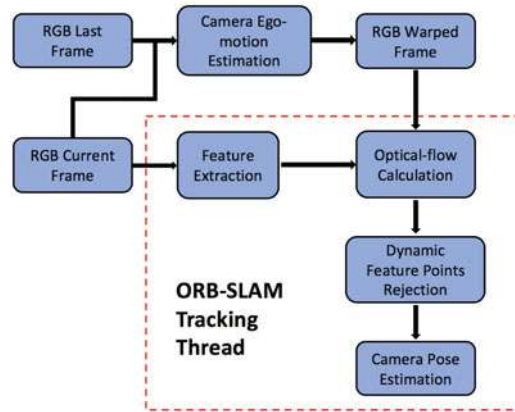 RGB Last
Frame
Camera Ego-
motion
Estimation
RGB Warped
Frame
RGB Current
Frame
Feature
Extraction
Optical-flow
Calculation
Dynamic
Feature Points
Rejection
ORB-SLAM
Tracking
Thread
Camera Pose
Estimation